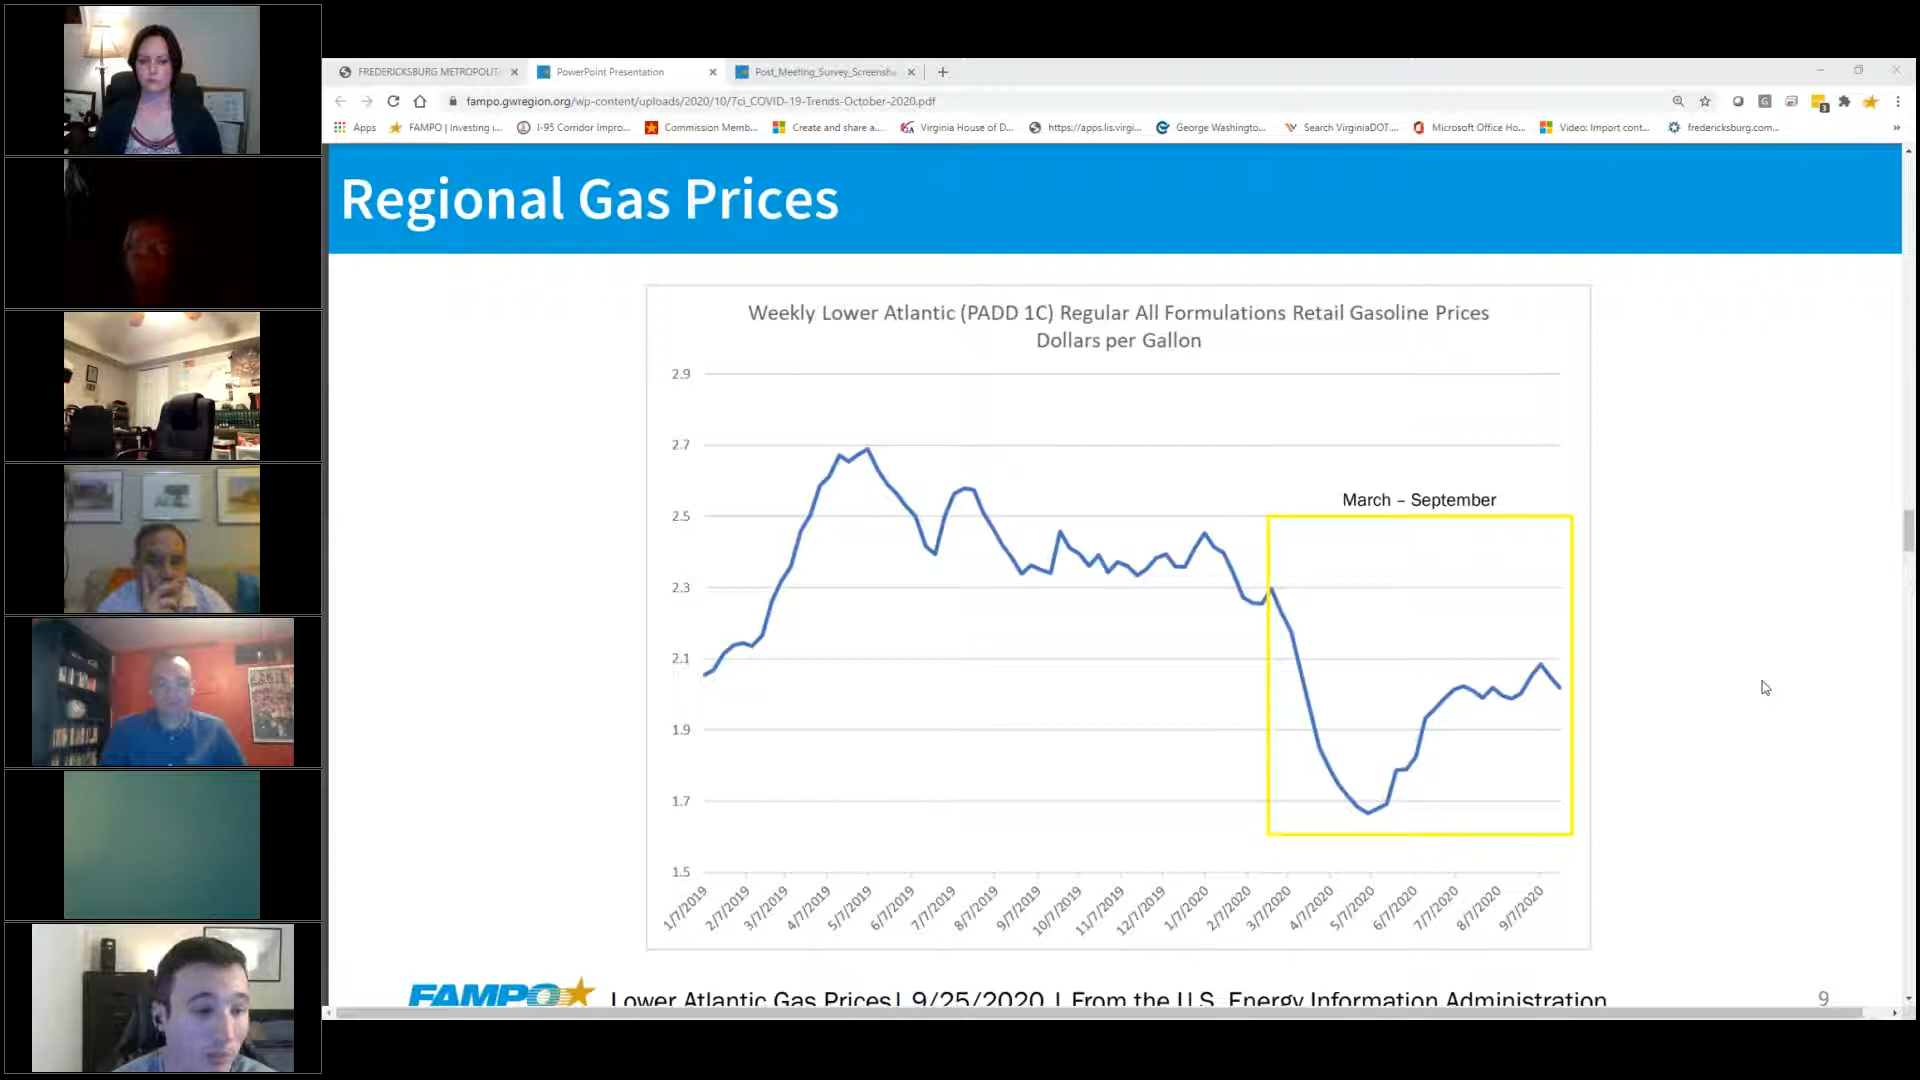 FREDERICKSBURG METROPOLIT
PowerPoint Presentation
Post_Meeting_Survey_Screensh
fampo.gwregion.org/wp-content/uploads/2020/10/7ci_COVID-19-Trends-October-2020.pdf
Apps
FAMPO | Investing i...
I-95 Corridor Impro...
Commission Memb...
Create and share a...
Virginia House of D...
https://apps.lis.virgi...
George Washingto...
Search VirginiaDOT....
Microsoft Office Ho...
Video: Import cont...
fredericksburg.com...
»
Regional Gas Prices
Weekly Lower Atlantic (PADD 1C) Regular All Formulations Retail Gasoline Prices
Dollars per Gallon
2.9
2.7
March – September
2.5
2.3
2.1
1.9
1.7
1.5
1/7/2019
2/7/2019
3/7/2019
4/7/2019
5/7/2019
6/7/2019
7/7/2019
8/7/2019
9/7/2019
10/7/2019
11/7/2019
12/7/2019
1/7/2020
2/7/2020
3/7/2020
4/7/2020
5/7/2020
6/7/2020
7/7/2020
8/7/2020
9/7/2020
FAMPO
Lower Atlantic Gas Prices| 9/25/2020 | From the U.S. Energy Information Administration
9